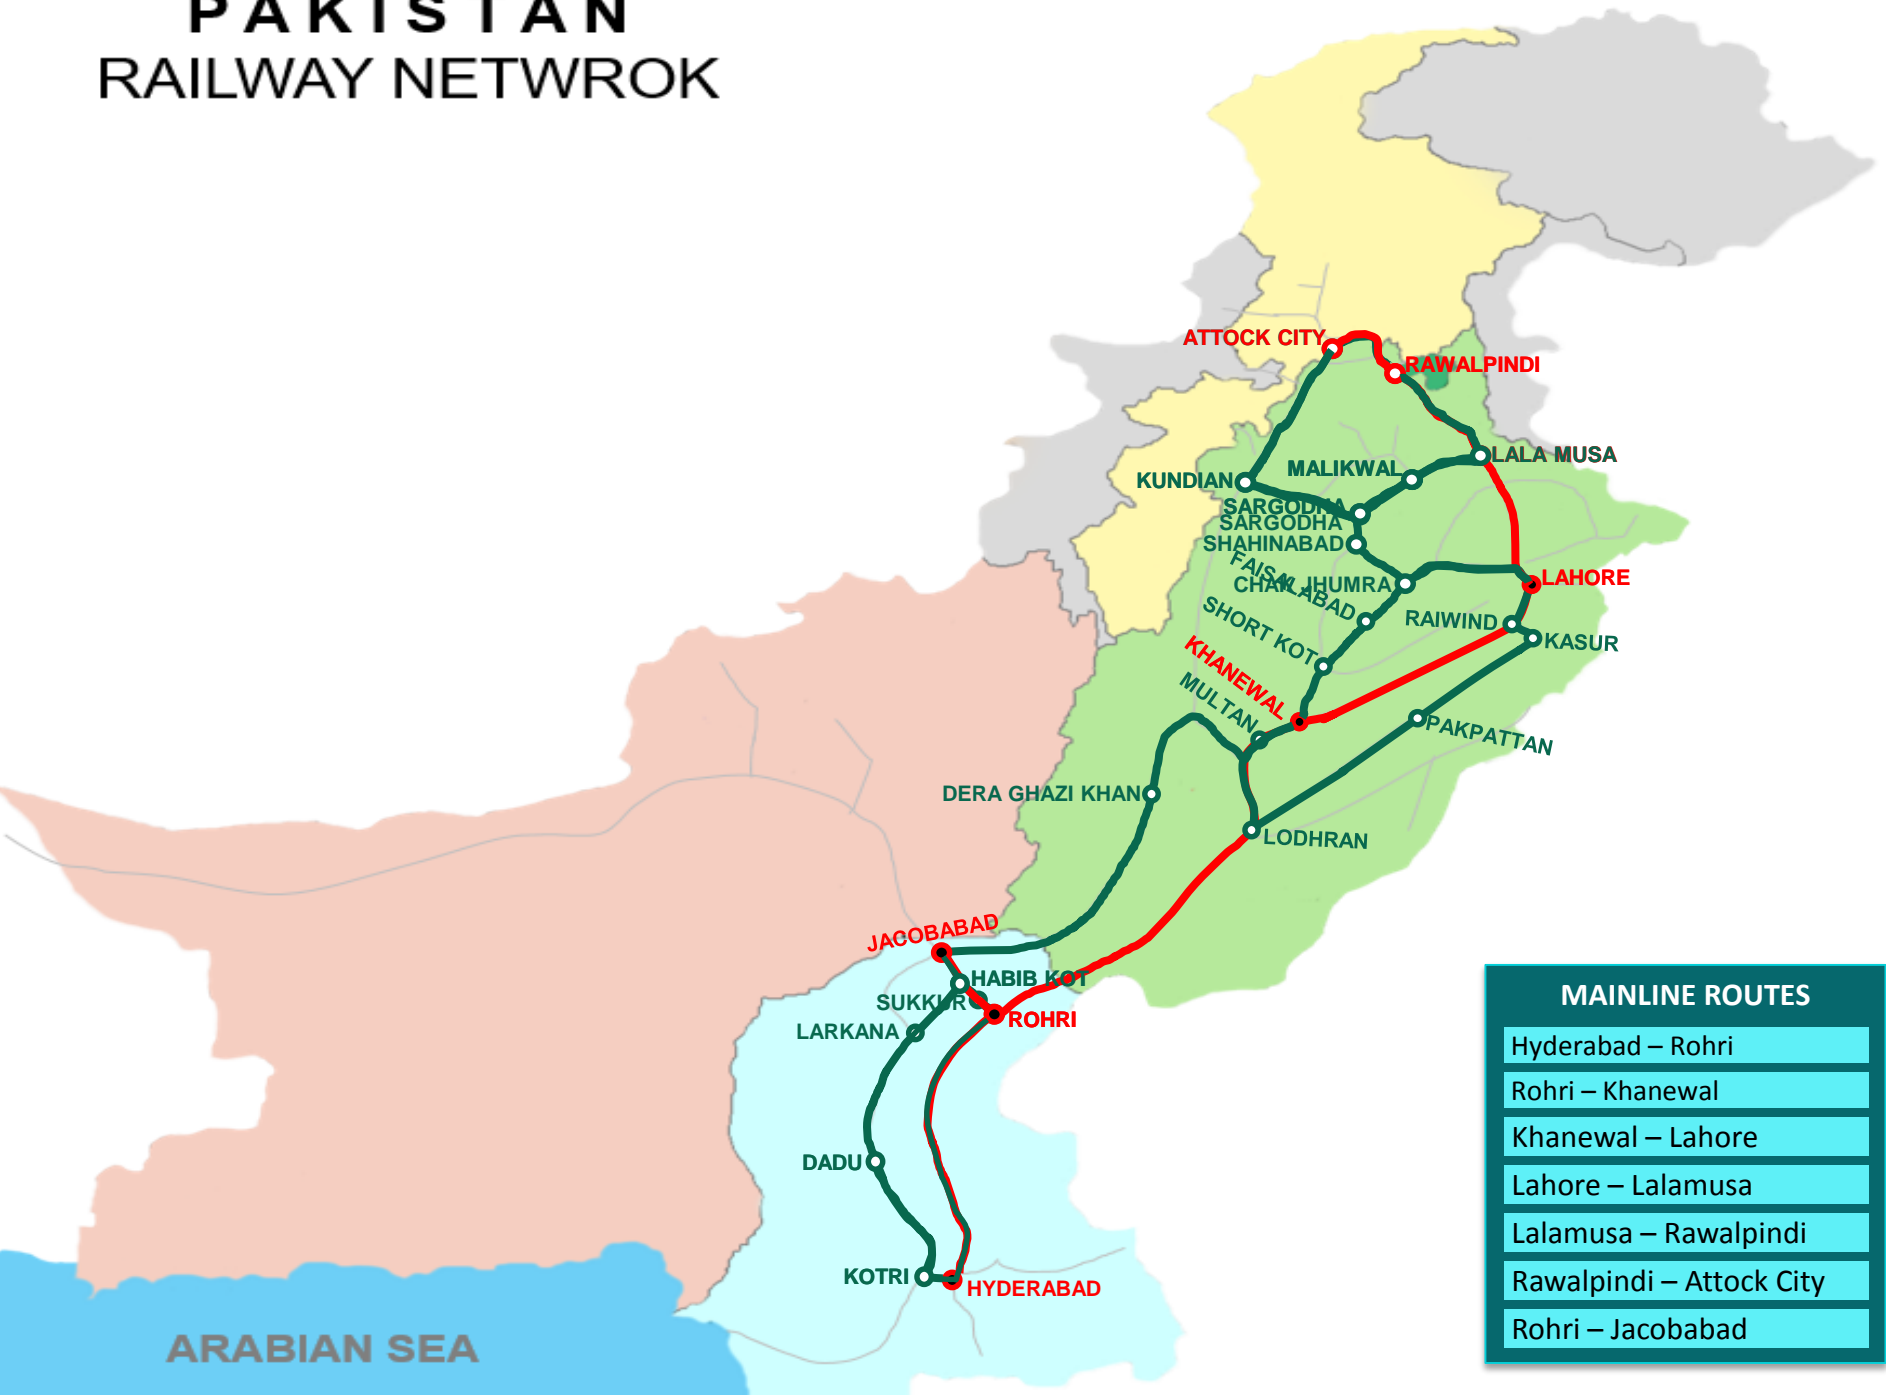 PAKISTAN
RAILWAY NETWROK
ATTOCK CITY
RAWALPINDI
LALA MUSA
MALIKWAL
KUNDIAN
SARGODHA
SARGODHA
SHAHINABAD
FAISALABAD
CHAK JHUMRA
LAHORE
SHORT KOT
RAIWIND
KASUR
KHANEWAL
MULTAN
PAKPATTAN
DERA GHAZI KHAN
LODHRAN
JACOBABAD
HABIB KOT
SUKKUR
ROHRI
LARKANA
DADU
KOTRI
HYDERABAD
ARABIAN SEA
MAINLINE ROUTES
Hyderabad – Rohri
Rohri – Khanewal
Khanewal – Lahore
Lahore – Lalamusa
Lalamusa – Rawalpindi
Rawalpindi – Attock City
Rohri – Jacobabad